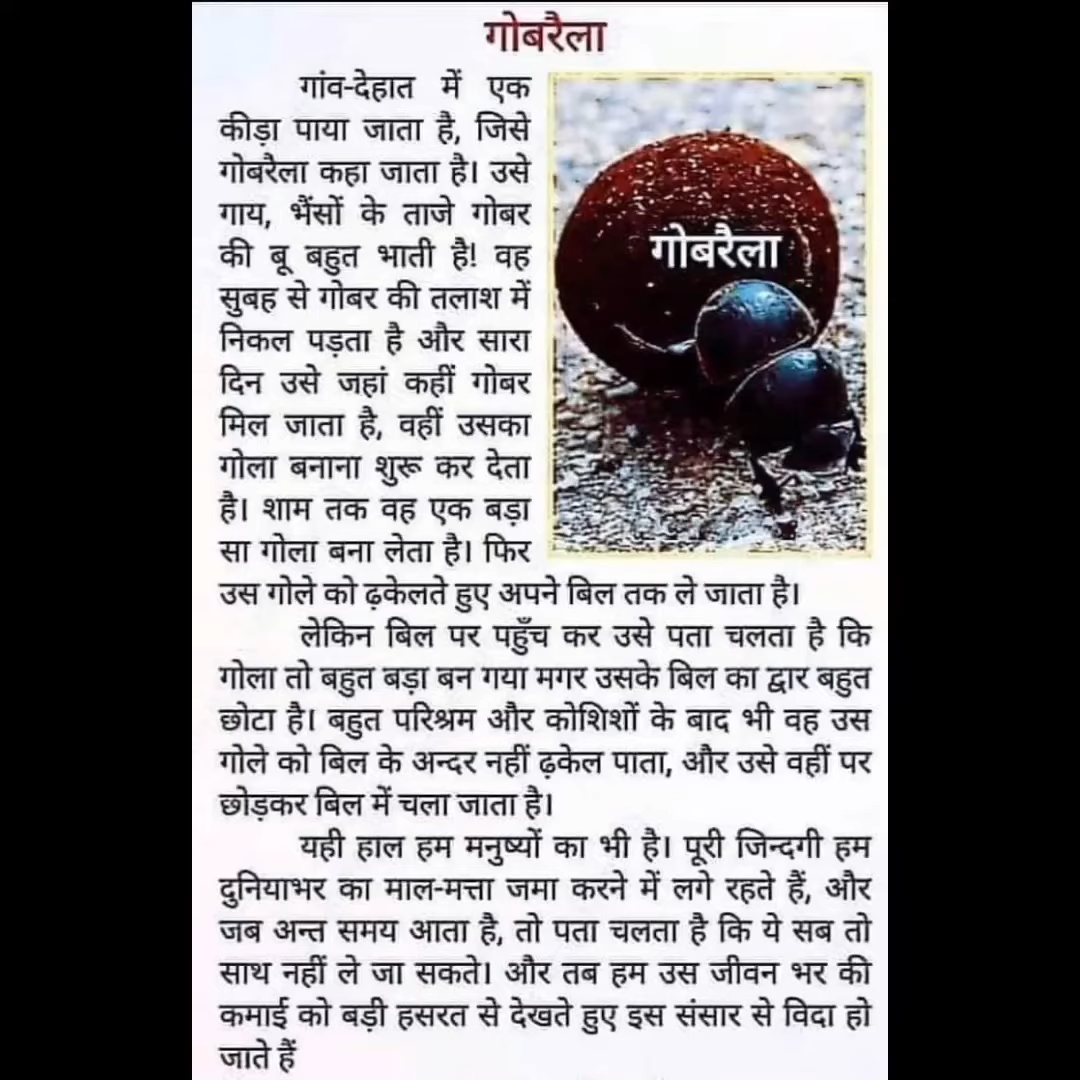 गोबरैला
गांव-देहात में एक
कीड़ा पाया जाता है, जिसे
गोबरैला कहा जाता है। उसे
गाय, भैंसों के ताजे गोबर
की बू बहुत भाती है! वह
सुबह से गोबर की तलाश में
निकल पड़ता है और सारा
दिन उसे जहां कहीं गोबर
मिल जाता है, वहीं उसका
गोला बनाना शुरू कर देता
है। शाम तक वह एक बड़ा
सा गोला बना लेता है। फिर
उस गोले को ढ़केलते हुए अपने बिल तक ले जाता है।
गोबरैला
लेकिन बिल पर पहुँच कर उसे पता चलता है कि
गोला तो बहुत बड़ा बन गया मगर उसके बिल का द्वार बहुत
छोटा है। बहुत परिश्रम और कोशिशों के बाद भी वह उस
गोले को बिल के अन्दर नहीं ढ़केल पाता, और उसे वहीं पर
छोड़कर बिल में चला जाता है।
यही हाल हम मनुष्यों का भी है। पूरी जिन्दगी हम
दुनियाभर का माल-मत्ता जमा करने में लगे रहते हैं, और
जब अन्त समय आता है, तो पता चलता है कि ये सब तो
साथ नहीं ले जा सकते। और तब हम उस जीवन भर की
कमाई को बड़ी हसरत से देखते हुए इस संसार से विदा हो
जाते हैं